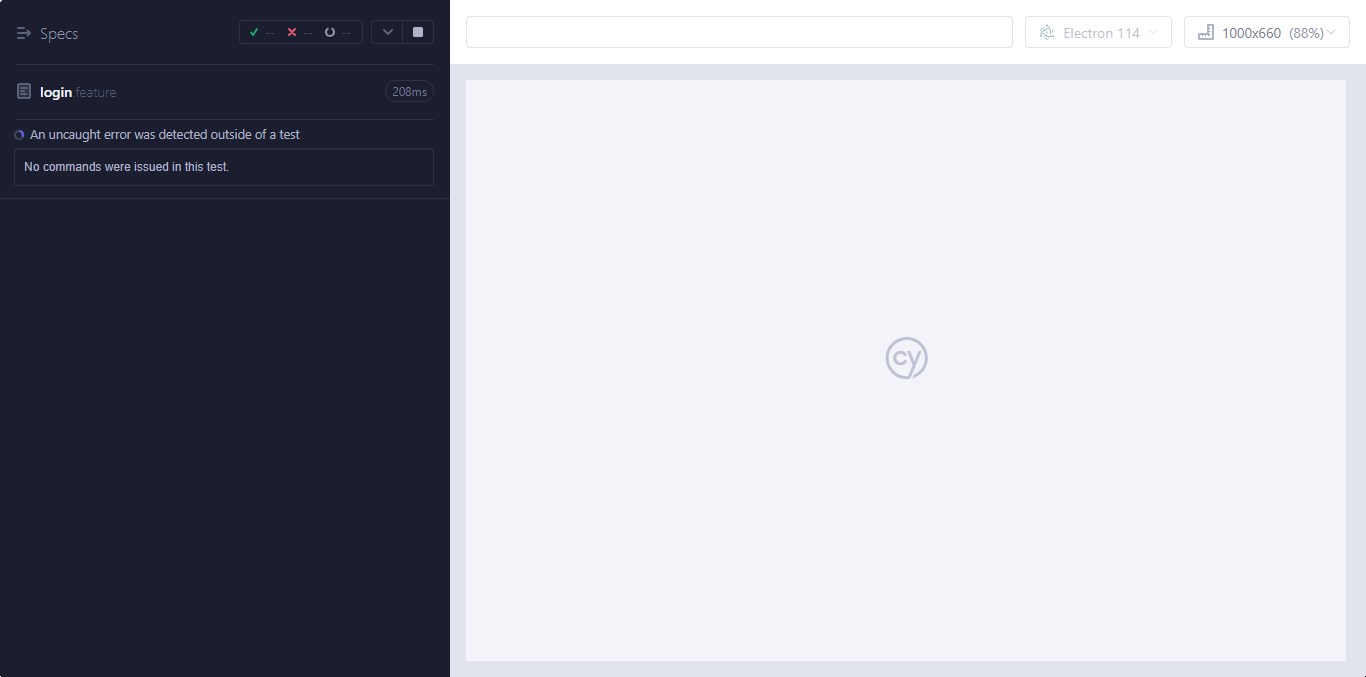 Specs
-- -- --
login.feature
208ms
An uncaught error was detected outside of a test
No commands were issued in this test.
Electron 114
1000x660 (88%)
cy